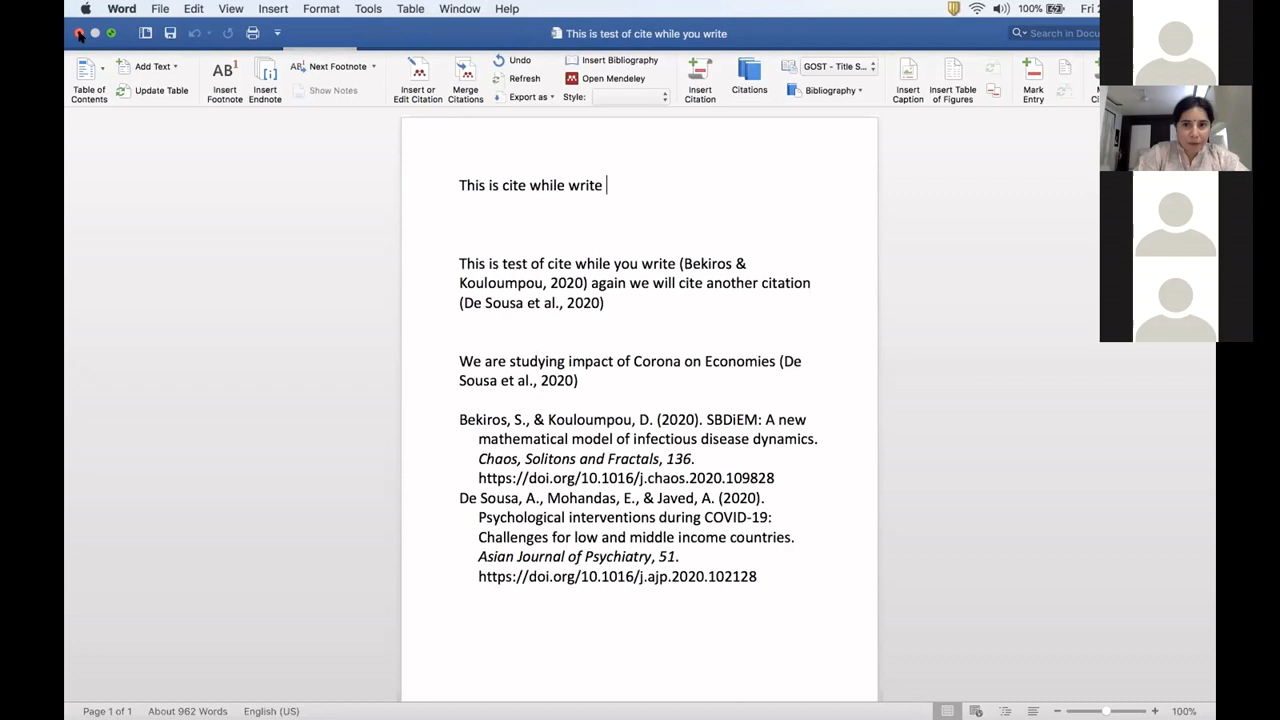 Word File Edit View Insert Format Tools Table Window Help 100% Fri
This is test of cite while you write
Search in Docu
Table of Contents
Add Text
Update Table
AB1
Insert Footnote
Insert Endnote
Next Footnote
Show Notes
Insert or Edit Citation
Merge Citations
Undo
Refresh
Export as
Insert Bibliography
Open Mendeley
Style:
Insert Citation
Citations
GOST - Title S...
Bibliography
Insert Caption
Insert Table of Figures
Mark Entry
This is cite while write
This is test of cite while you write (Bekiros &
Kouloumpou, 2020) again we will cite another citation
(De Sousa et al., 2020)
We are studying impact of Corona on Economies (De
Sousa et al., 2020)
Bekiros, S., & Kouloumpou, D. (2020). SBDiEM: A new
mathematical model of infectious disease dynamics.
Chaos, Solitons and Fractals, 136.
https://doi.org/10.1016/j.chaos.2020.109828
De Sousa, A., Mohandas, E., & Javed, A. (2020).
Psychological interventions during COVID-19:
Challenges for low and middle income countries.
Asian Journal of Psychiatry, 51.
https://doi.org/10.1016/j.ajp.2020.102128
Page 1 of 1 About 962 Words English (US) 100%